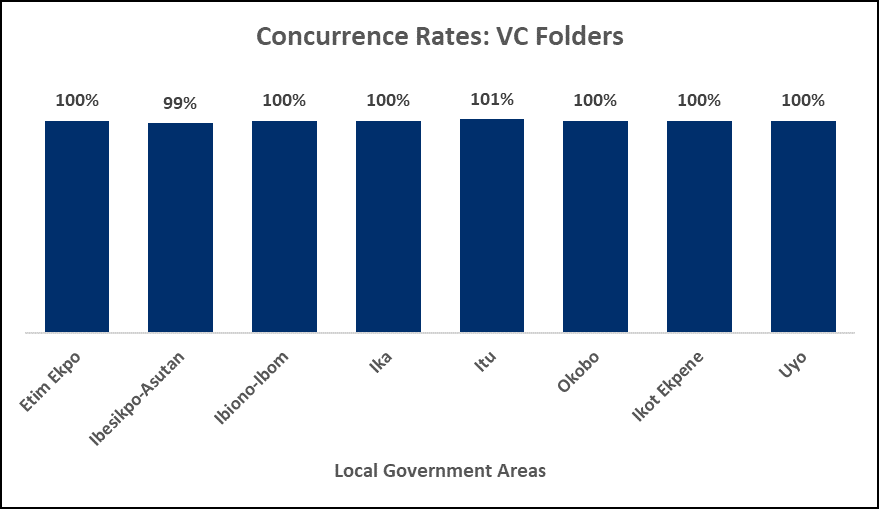 Concurrence Rates: VC Folders
100%
99%
100%
100%
101%
100%
100%
100%
Etim Ekpo
Ibesikpo-Asutan
Ibiono-Ibom
Ika
Itu
Okobo
Ikot Ekpene
Uyo
Local Government Areas